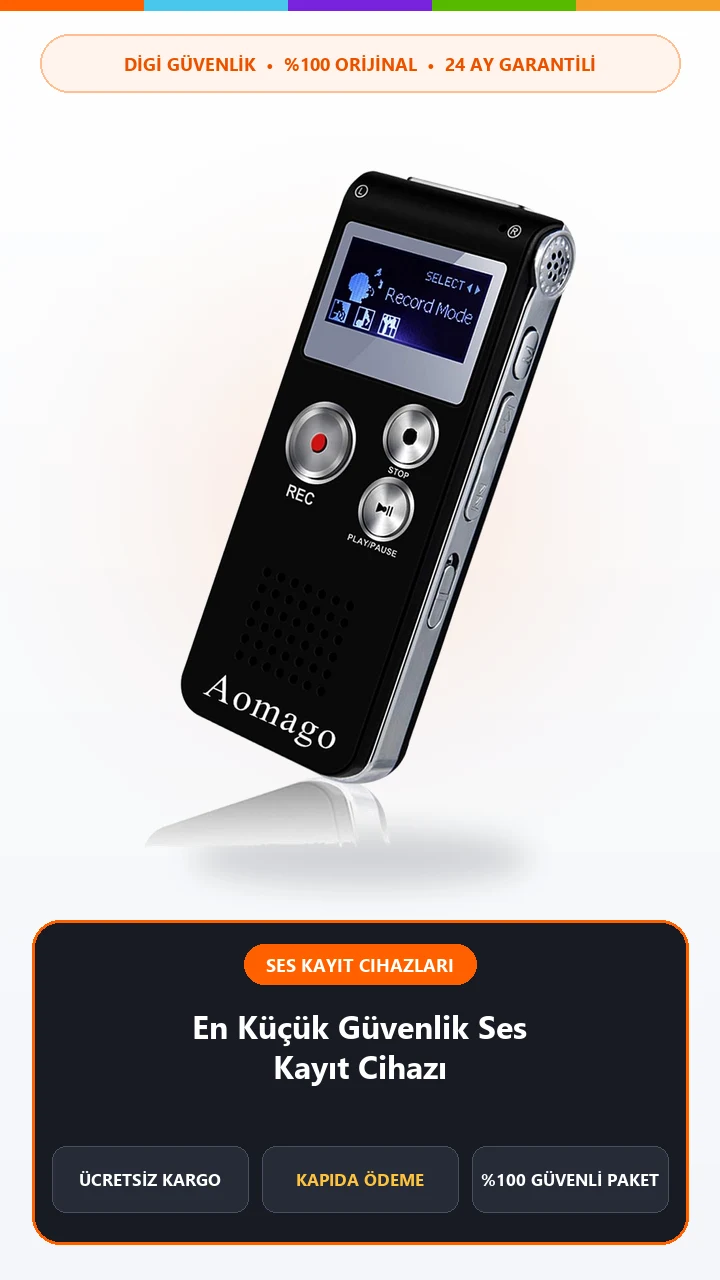 DİGİ GÜVENLİK • %100 ORİJİNAL • 24 AY GARANTİLİ
L
R
SELECT
Record Mode
REC
STOP
PLAY/PAUSE
Aomago
SES KAYIT CIHAZLARI
En Küçük Güvenlik Ses
Kayıt Cihazı
ÜCRETSİZ KARGO
KAPIDA ÖDEME
%100 GÜVENLİ PAKET